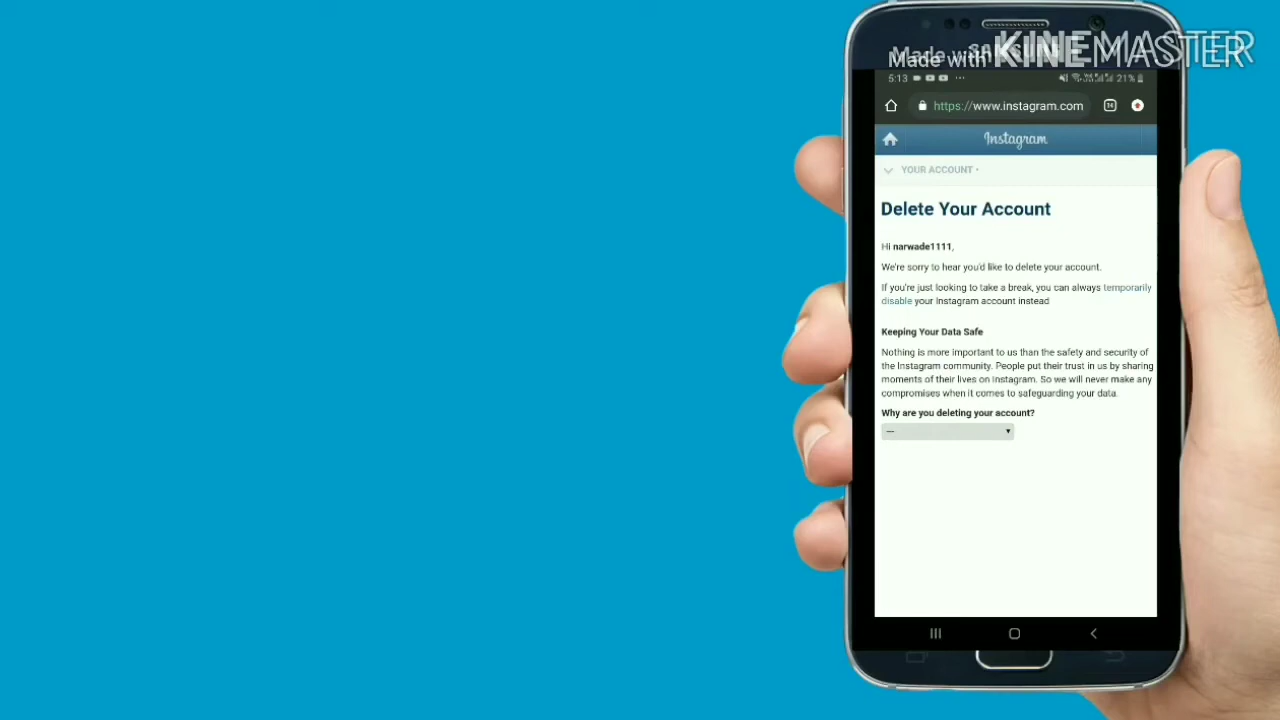 SAMSUNG
Made with KINEMASTER
5:13 21%
https://www.instagram.com
Instagram
YOUR ACCOUNT •
Delete Your Account
Hi narwade1111,
We're sorry to hear you'd like to delete your account.
If you're just looking to take a break, you can always temporarily
disable your Instagram account instead
Keeping Your Data Safe
Nothing is more important to us than the safety and security of
the Instagram community. People put their trust in us by sharing
moments of their lives on Instagram. So we will never make any
compromises when it comes to safeguarding your data.
Why are you deleting your account?
---